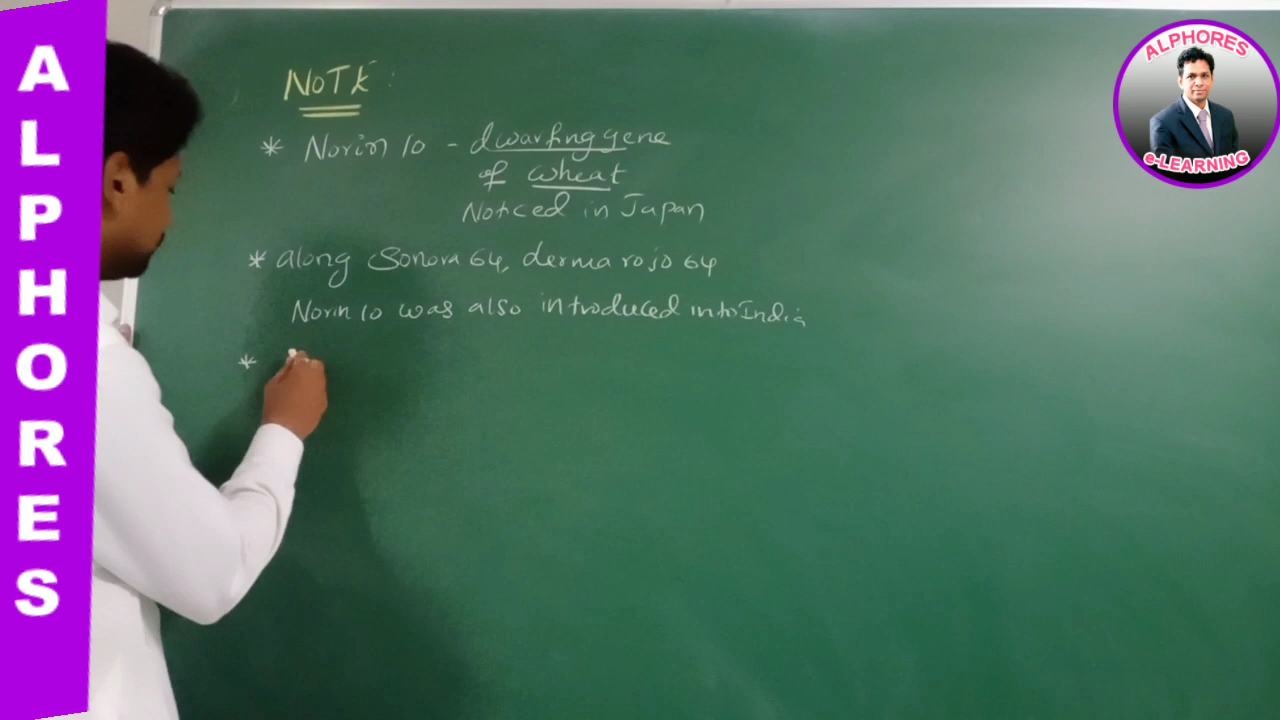 ALPHORES
ALPHORES
e-LEARNING
NOTE:
* Norin 10 - dwarfing gene
of wheat
Noticed in Japan
* along Sonora 64, derma rojo 64
Norin 10 was also introduced into India
*